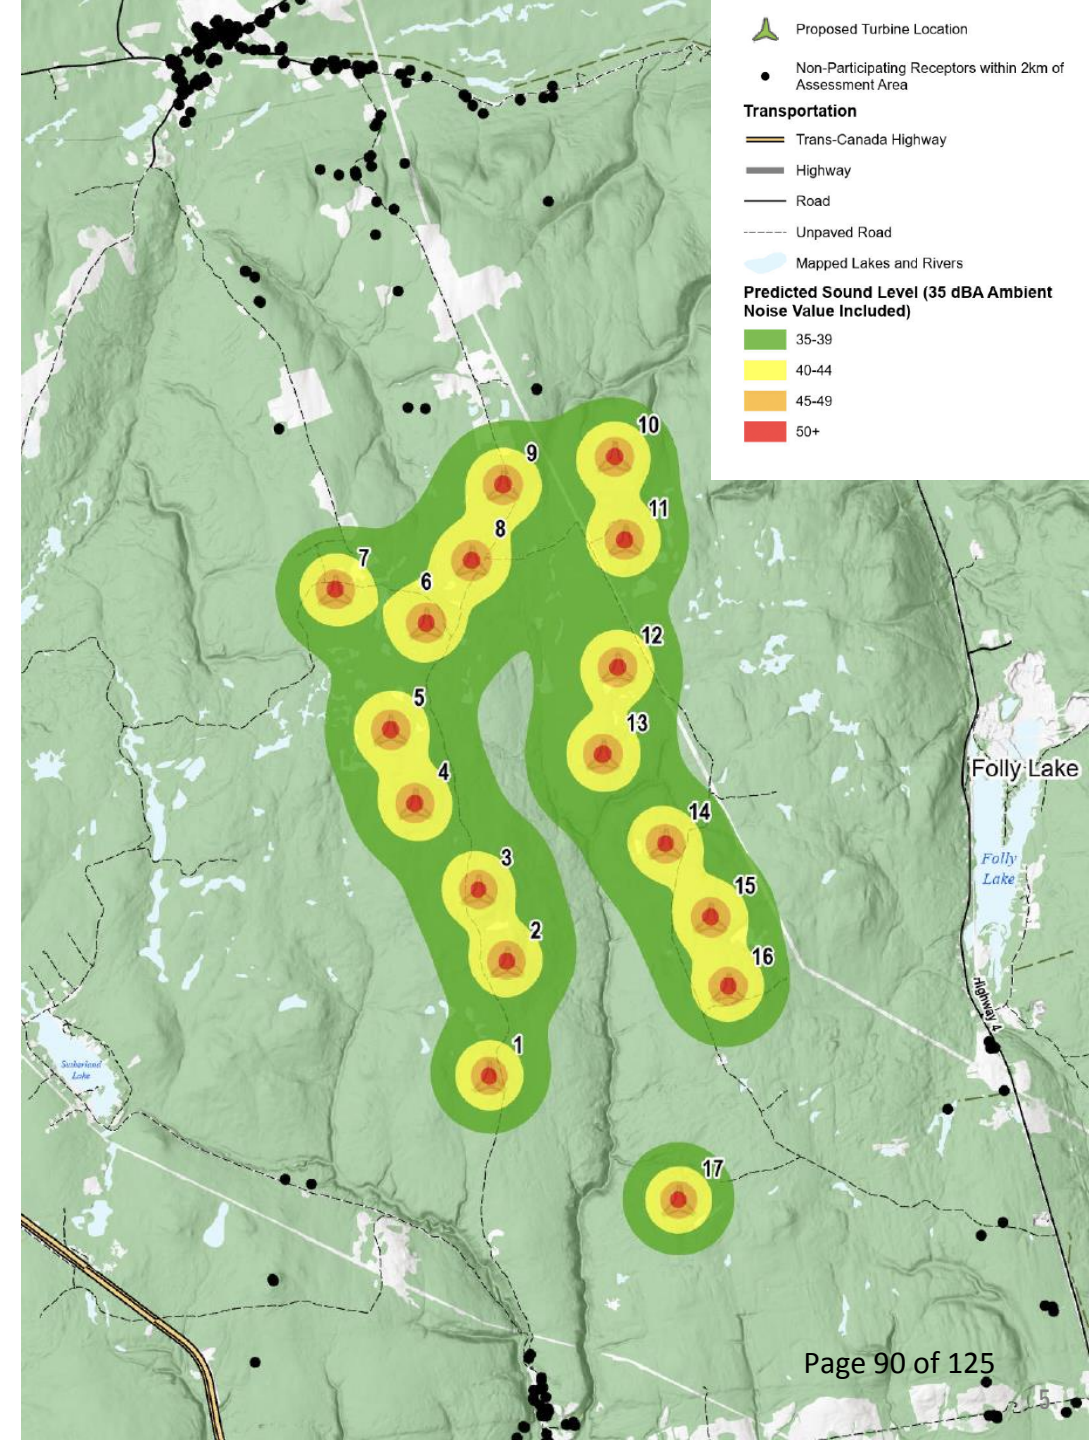 Proposed Turbine Location
Non-Participating Receptors within 2km of
Assessment Area
Transportation
Trans-Canada Highway
Highway
Road
Unpaved Road
Mapped Lakes and Rivers
Predicted Sound Level (35 dBA Ambient
Noise Value Included)
35-39
40-44
45-49
50+
10
9
11
8
7
6
12
5
13
Folly Lake
4
14
3
Folly
Lake
15
2
16
Highway 4
1
Sutherland
Lake
17
Page 90 of 125
5